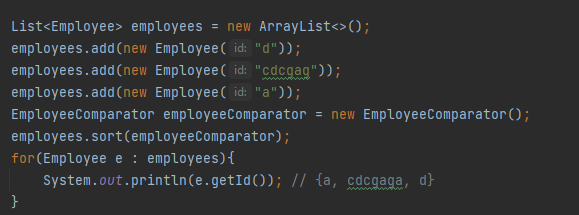 List<Employee> employees = new ArrayList<>();
employees.add(new Employee( id: "d"));
employees.add(new Employee( id: "cdcgag"));
employees.add(new Employee( id: "a"));
EmployeeComparator employeeComparator = new EmployeeComparator();
employees.sort(employeeComparator);
for(Employee e : employees){
System.out.println(e.getId()); // {a, cdcgaga, d}
}